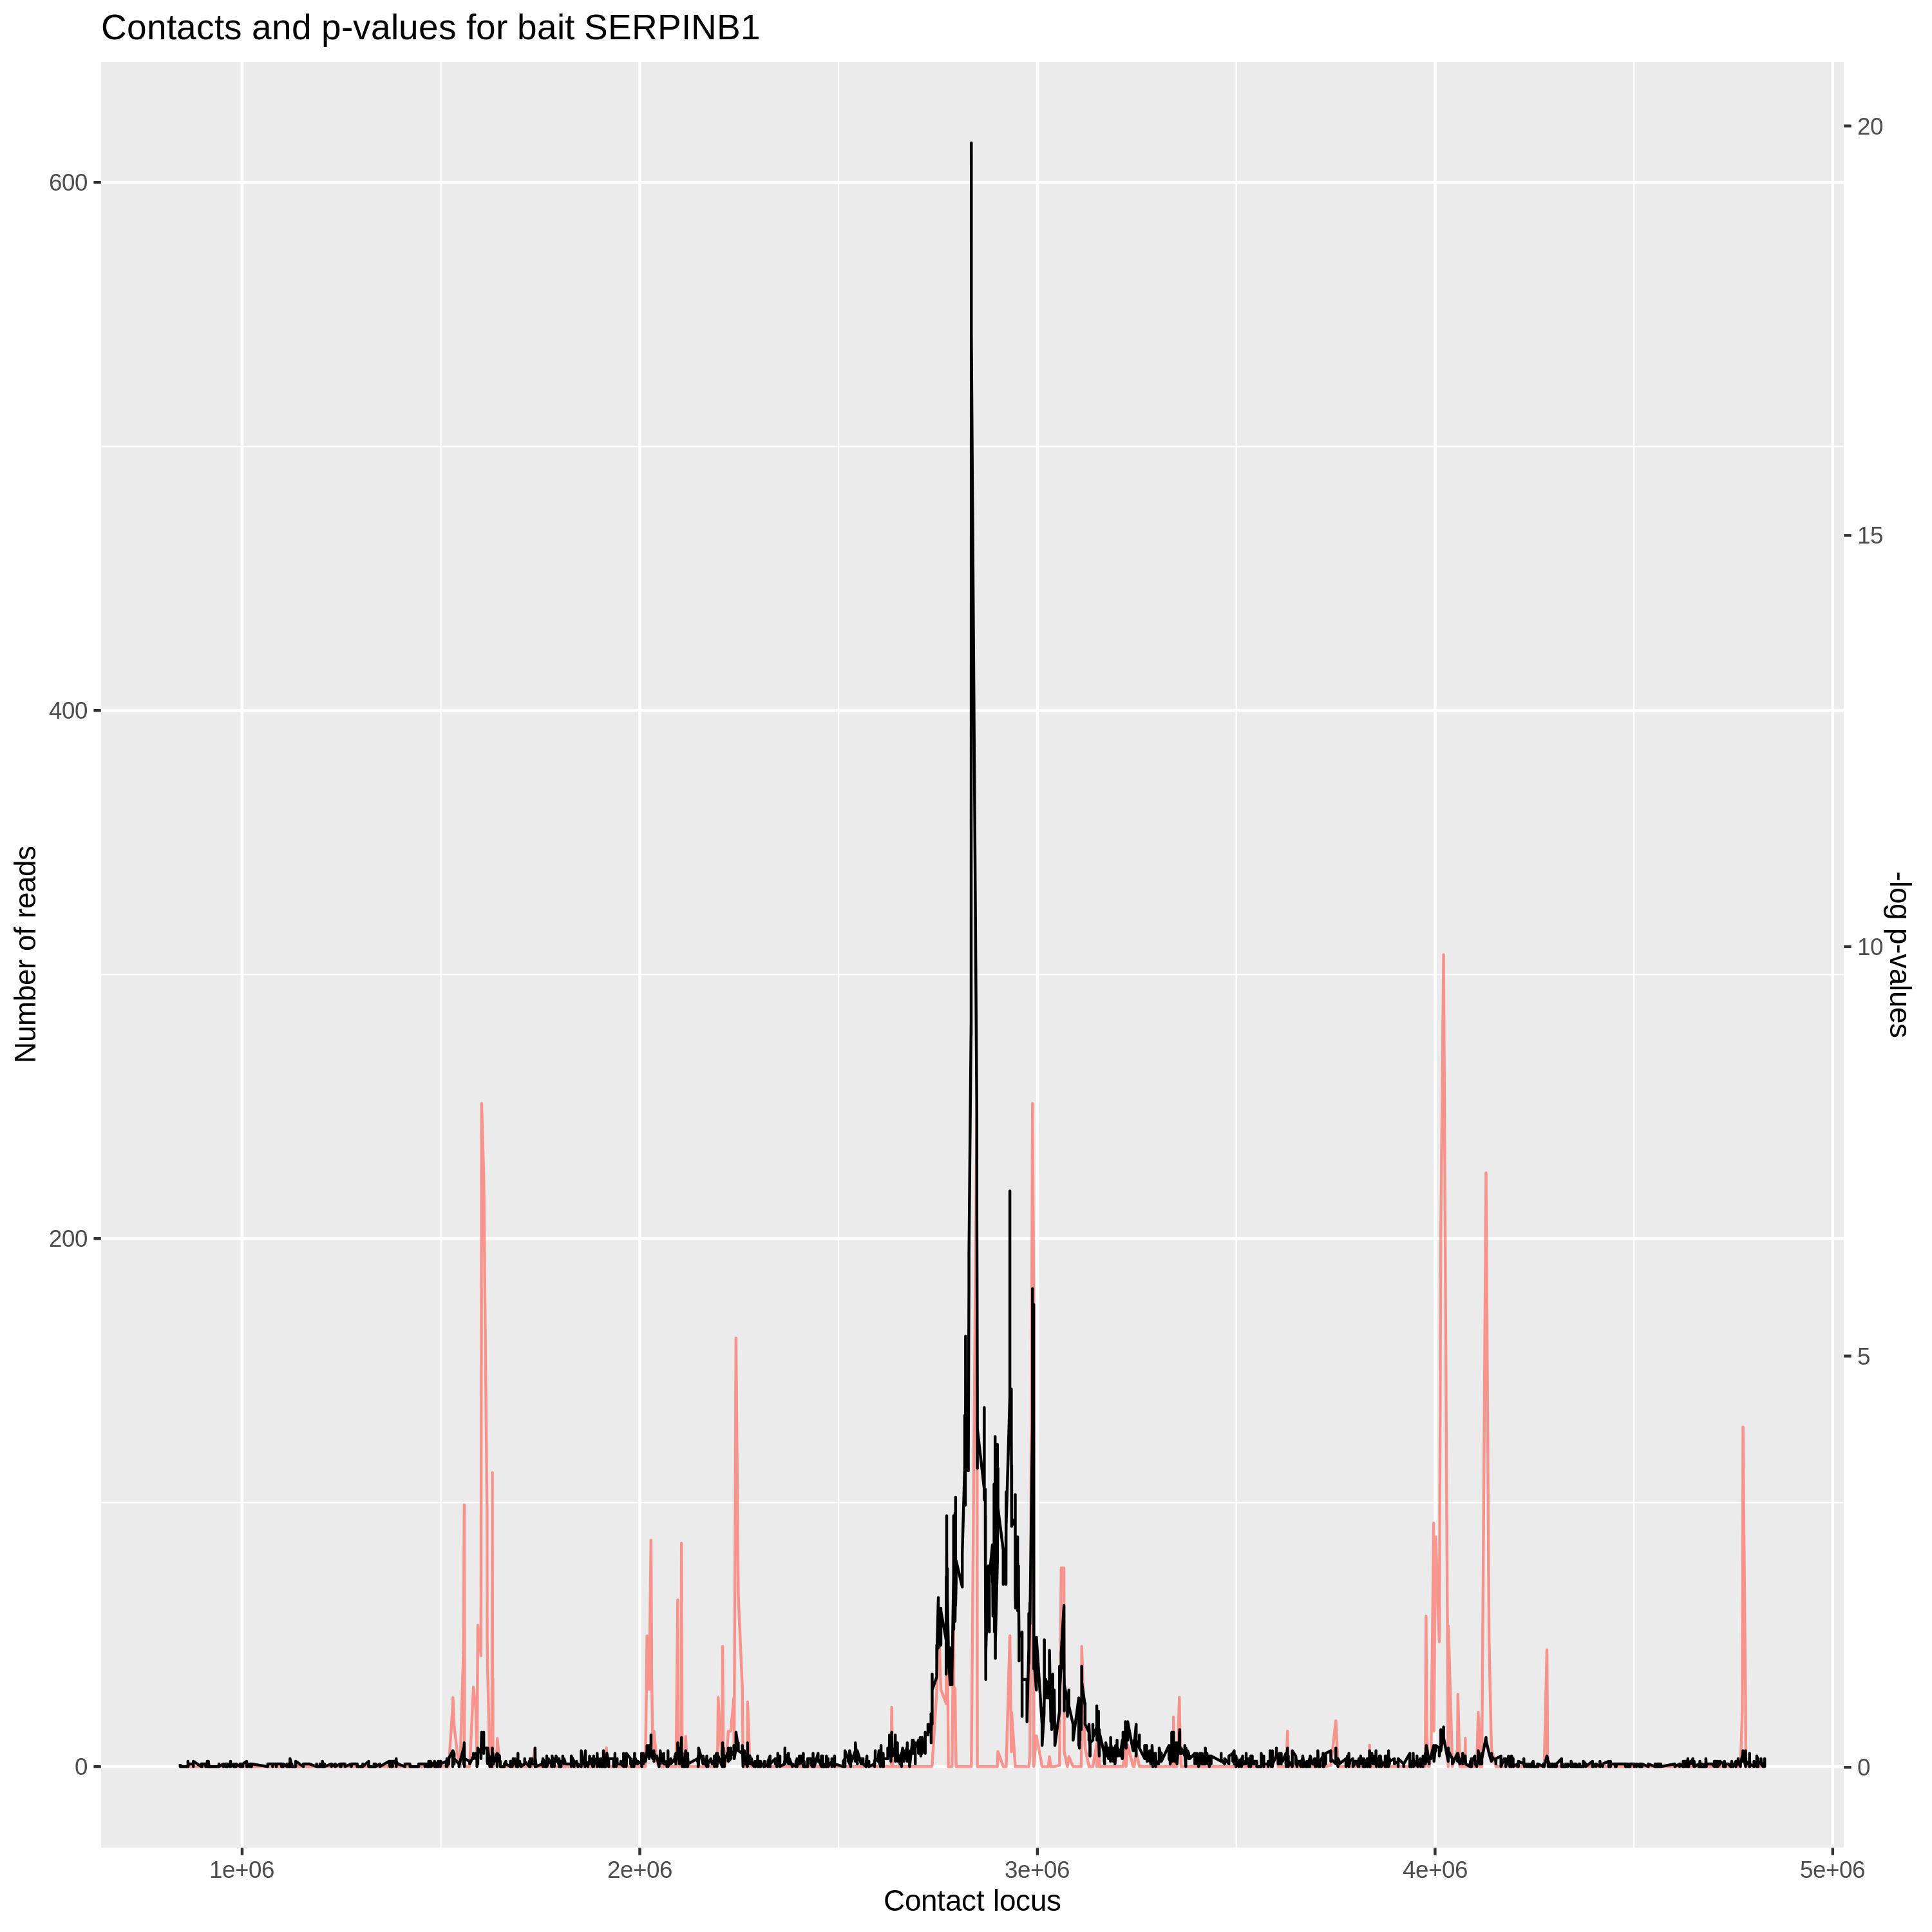 Contacts and p-values for bait SERPINB1
600
400
200
0
Number of reads
20
15
10
5
0
-log p-values
1e+06
2e+06
3e+06
4e+06
5e+06
Contact locus